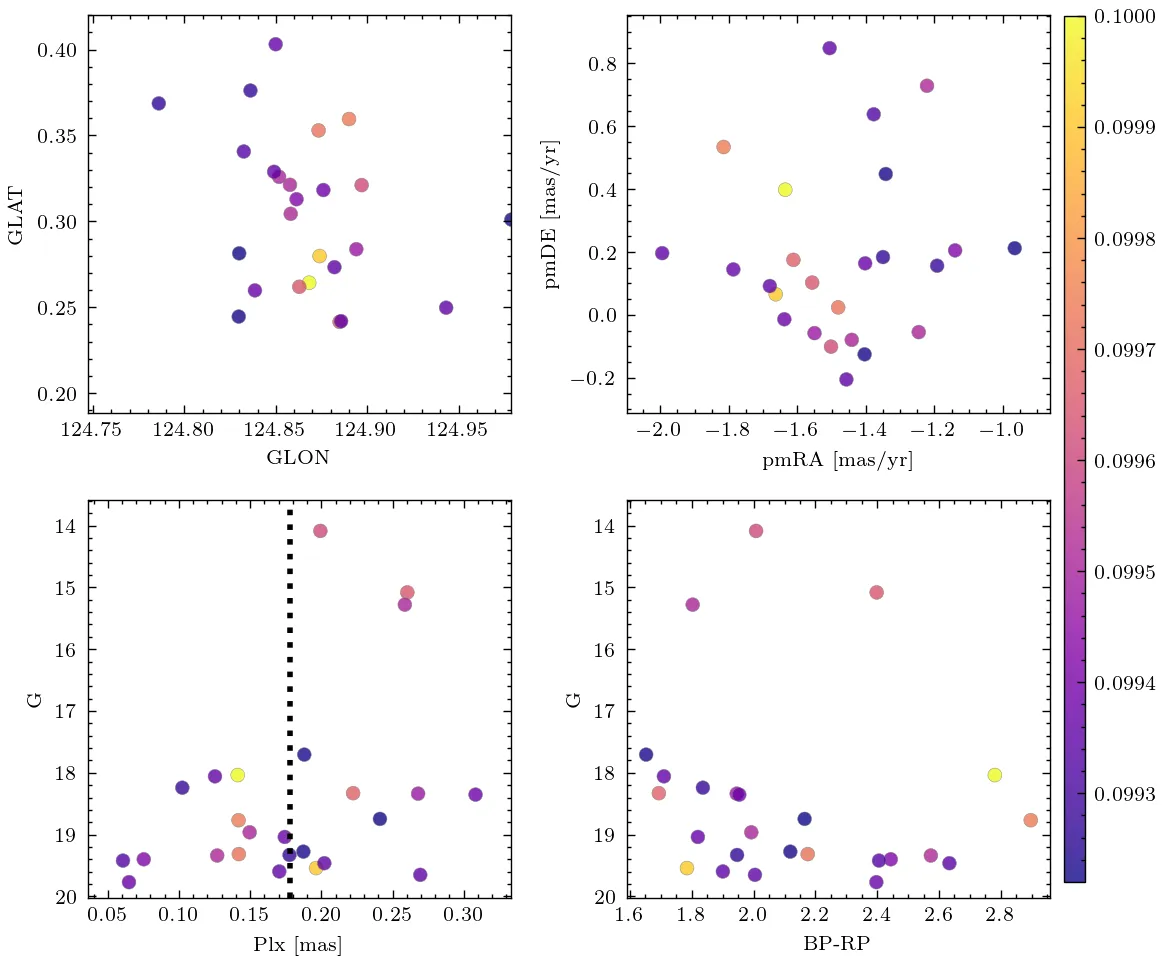 0.40
0.35
0.30
0.25
0.20
GLAT
124.75 124.80 124.85 124.90 124.95
GLON
0.8
0.6
0.4
0.2
0.0
−0.2
pmDE [mas/yr]
−2.0 −1.8 −1.6 −1.4 −1.2 −1.0
pmRA [mas/yr]
14
15
16
17
18
19
20
G
0.05 0.10 0.15 0.20 0.25 0.30
Plx [mas]
14
15
16
17
18
19
20
G
1.6 1.8 2.0 2.2 2.4 2.6 2.8
BP-RP
0.1000
0.0999
0.0998
0.0997
0.0996
0.0995
0.0994
0.0993